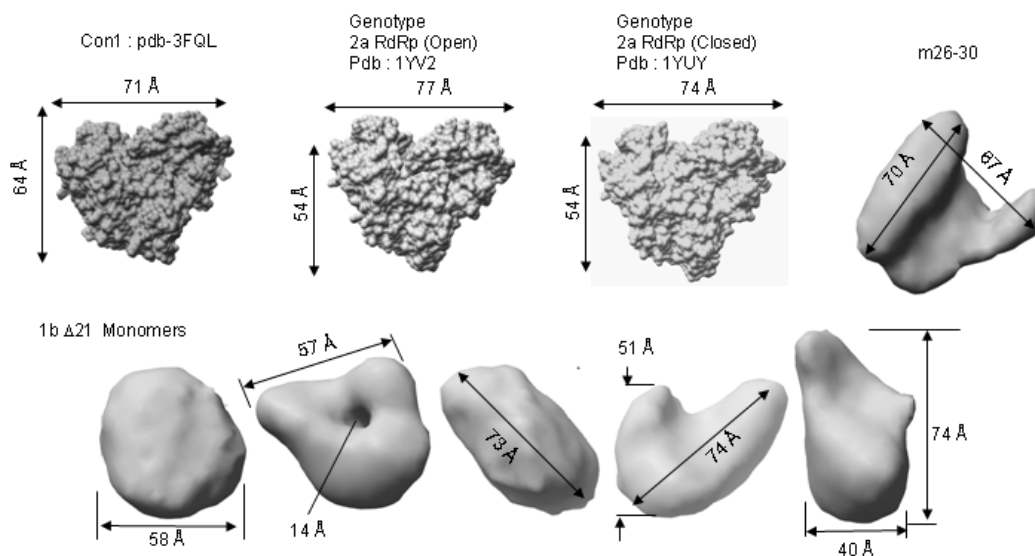 Con1 : pdb-3FQL
Genotype
2a RdRp (Open)
Pdb : 1YV2
Genotype
2a RdRp (Closed)
Pdb : 1YUY
m26-30
71 Å
77 Å
74 Å
64 Å
54 Å
54 Å
70 Å
67 Å
1b Δ21 Monomers
57 Å
51 Å
73 Å
74 Å
74 Å
58 Å
14 Å
40 Å